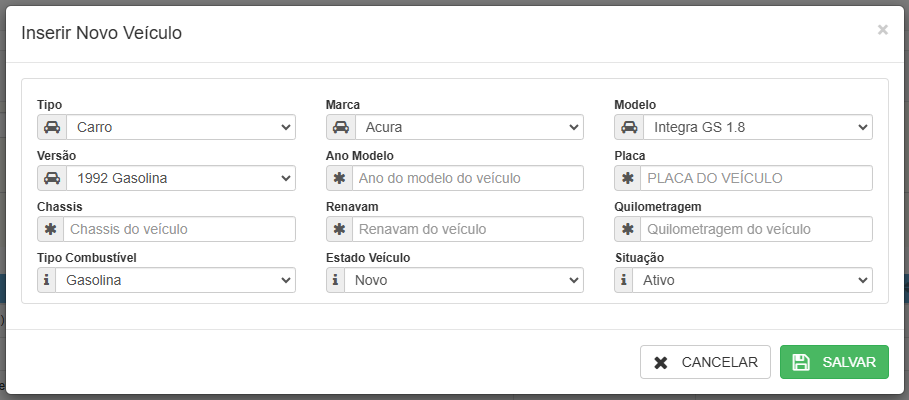 Inserir Novo Veículo ×
Tipo Marca Modelo
Carro Acura Integra GS 1.8
Versão Ano Modelo Placa
1992 Gasolina Ano do modelo do veículo PLACA DO VEÍCULO
Chassis Renavam Quilometragem
Chassis do veículo Renavam do veículo Quilometragem do veículo
Tipo Combustível Estado Veículo Situação
Gasolina Novo Ativo
CANCELAR SALVAR